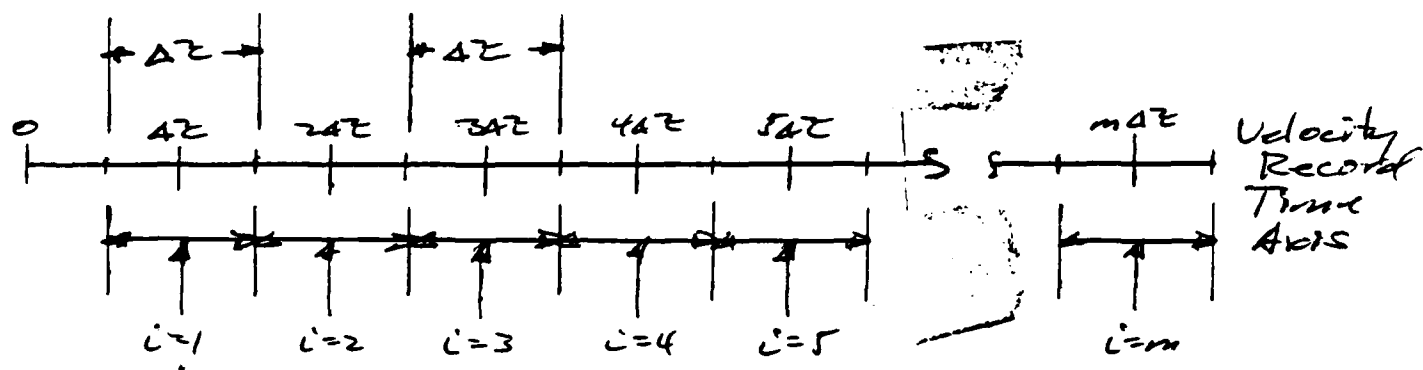 Δτ Δτ
0 Δτ 2Δτ 3Δτ 4Δτ 5Δτ mΔτ
Velocity
Record
Time
Axis
i=1 i=2 i=3 i=4 i=5 i=m